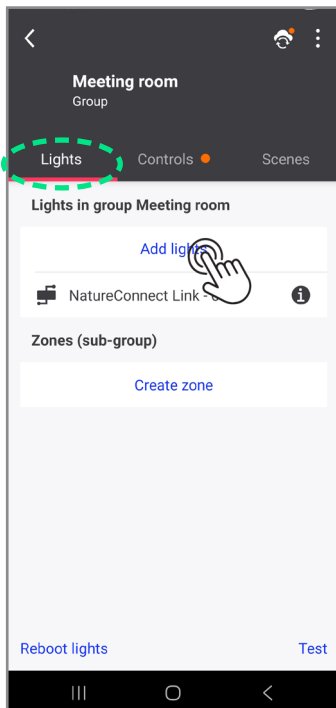 Meeting room
Group
Lights
Controls
Scenes
Lights in group Meeting room
Add lights
NatureConnect Link -
Zones (sub-group)
Create zone
Reboot lights
Test